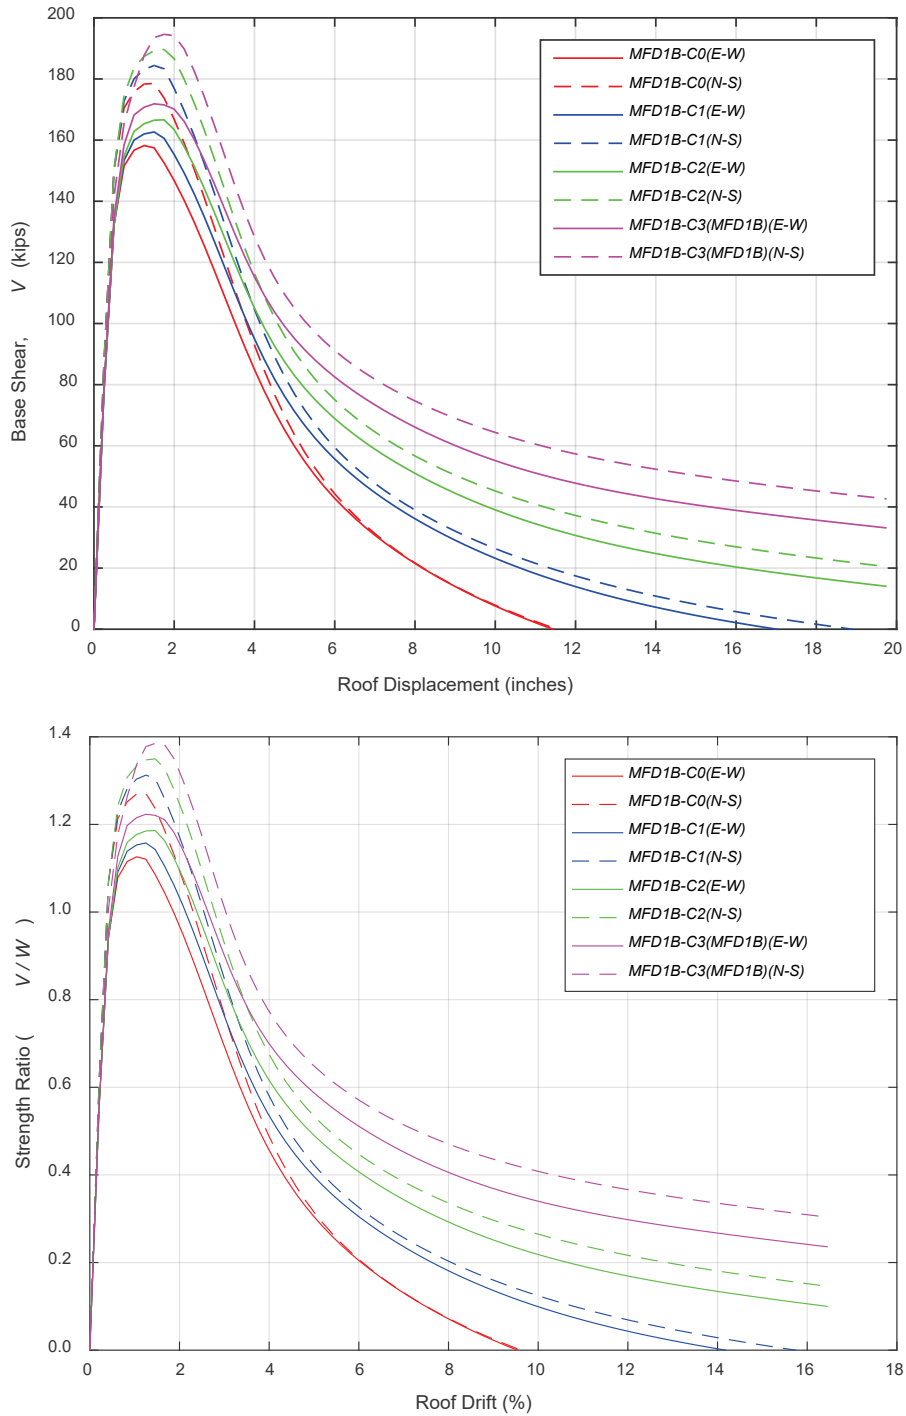 200
180
160
140
120
100
80
60
40
20
0
Base Shear, V (kips)
MFD1B-C0(E-W)
MFD1B-C0(N-S)
MFD1B-C1(E-W)
MFD1B-C1(N-S)
MFD1B-C2(E-W)
MFD1B-C2(N-S)
MFD1B-C3(MFD1B)(E-W)
MFD1B-C3(MFD1B)(N-S)
0 2 4 6 8 10 12 14 16 18 20
Roof Displacement (inches)
1.4
1.2
1.0
0.8
0.6
0.4
0.2
0.0
Strength Ratio ( V / W )
MFD1B-C0(E-W)
MFD1B-C0(N-S)
MFD1B-C1(E-W)
MFD1B-C1(N-S)
MFD1B-C2(E-W)
MFD1B-C2(N-S)
MFD1B-C3(MFD1B)(E-W)
MFD1B-C3(MFD1B)(N-S)
0 2 4 6 8 10 12 14 16 18
Roof Drift (%)